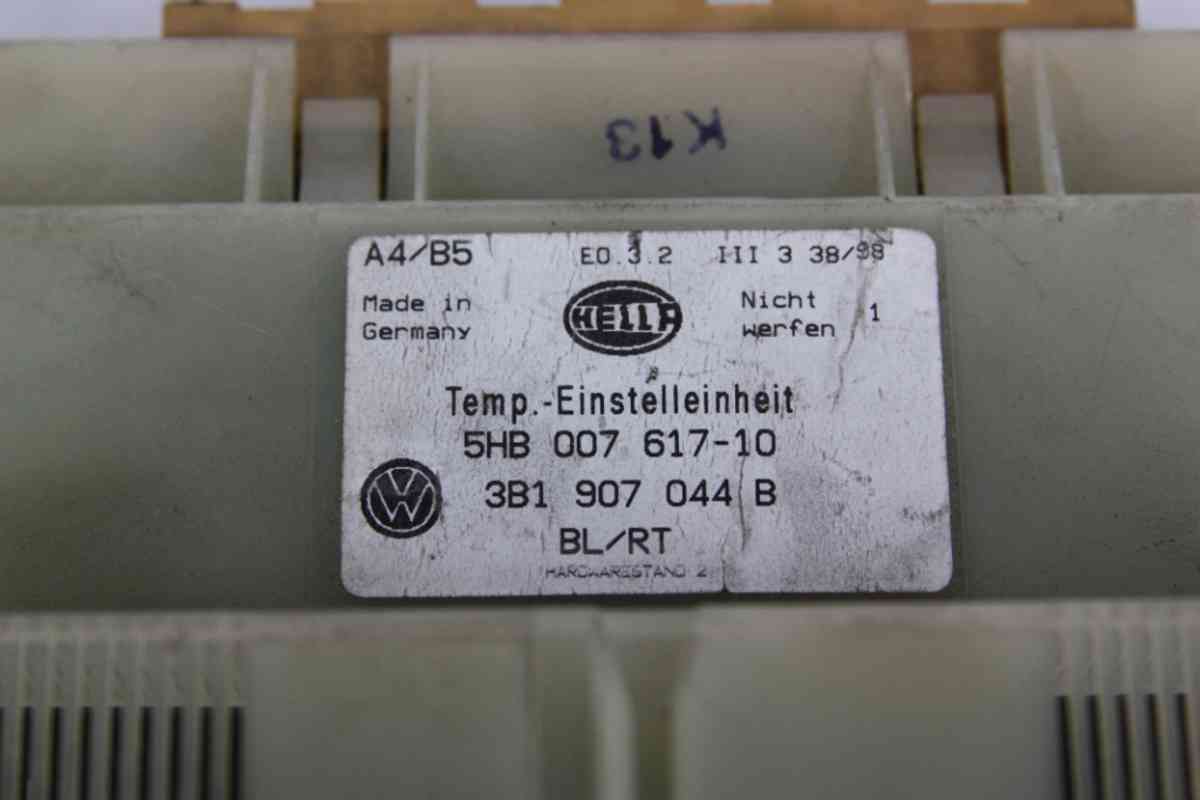 K13
A4/B5 E0.3.2 III 3 38/98
Made in Germany
HELLA
Nicht werfen 1
Temp.-Einstelleinheit
5HB 007 617-10
3B1 907 044 B
BL/RT
HARDWARESTAND 2